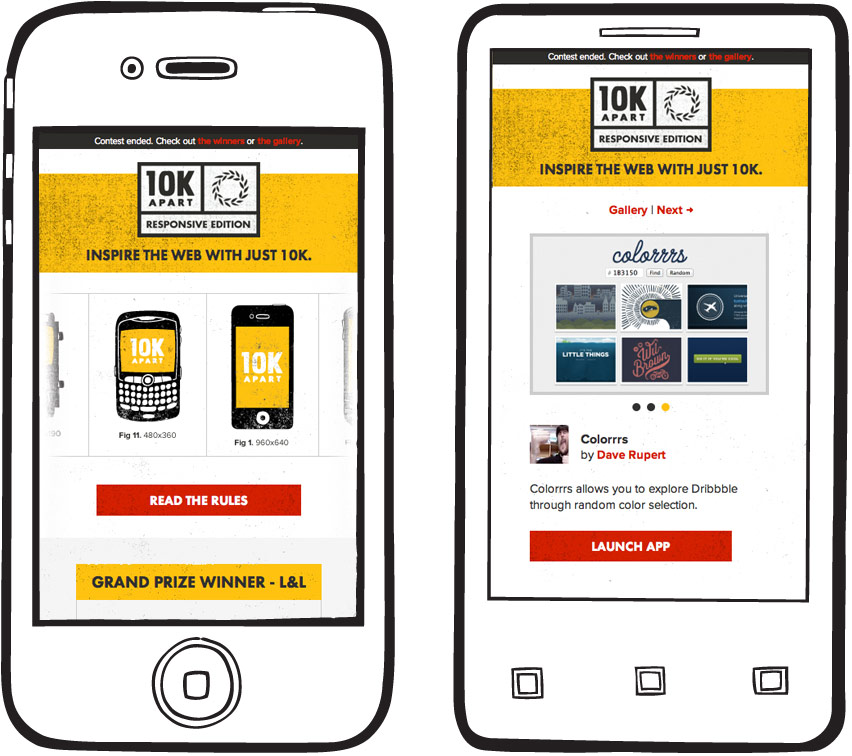 Contest ended. Check out the winners or the gallery.
10K
APART
RESPONSIVE EDITION
INSPIRE THE WEB WITH JUST 10K.
10K
APART
10K
APART
Fig 11. 480x360
Fig 1. 960x640
READ THE RULES
GRAND PRIZE WINNER - L&L
Contest ended. Check out the winners or the gallery.
10K
APART
RESPONSIVE EDITION
INSPIRE THE WEB WITH JUST 10K.
Gallery | Next →
colorrrs
# 183150 Find Random
LITTLE THINGS
Wil
Brown
Colorrrs
by Dave Rupert
Colorrrs allows you to explore Dribbble
through random color selection.
LAUNCH APP